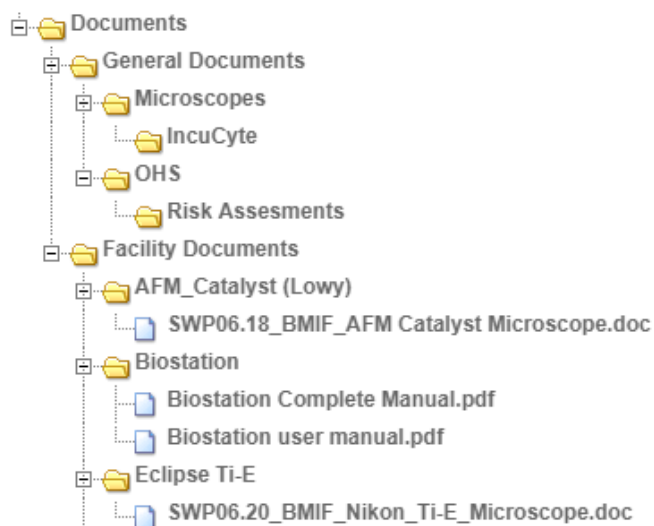 Documents
General Documents
Microscopes
IncuCyte
OHS
Risk Assesments
Facility Documents
AFM_Catalyst (Lowy)
SWP06.18_BMIF_AFM Catalyst Microscope.doc
Biostation
Biostation Complete Manual.pdf
Biostation user manual.pdf
Eclipse Ti-E
SWP06.20_BMIF_Nikon_Ti-E_Microscope.doc